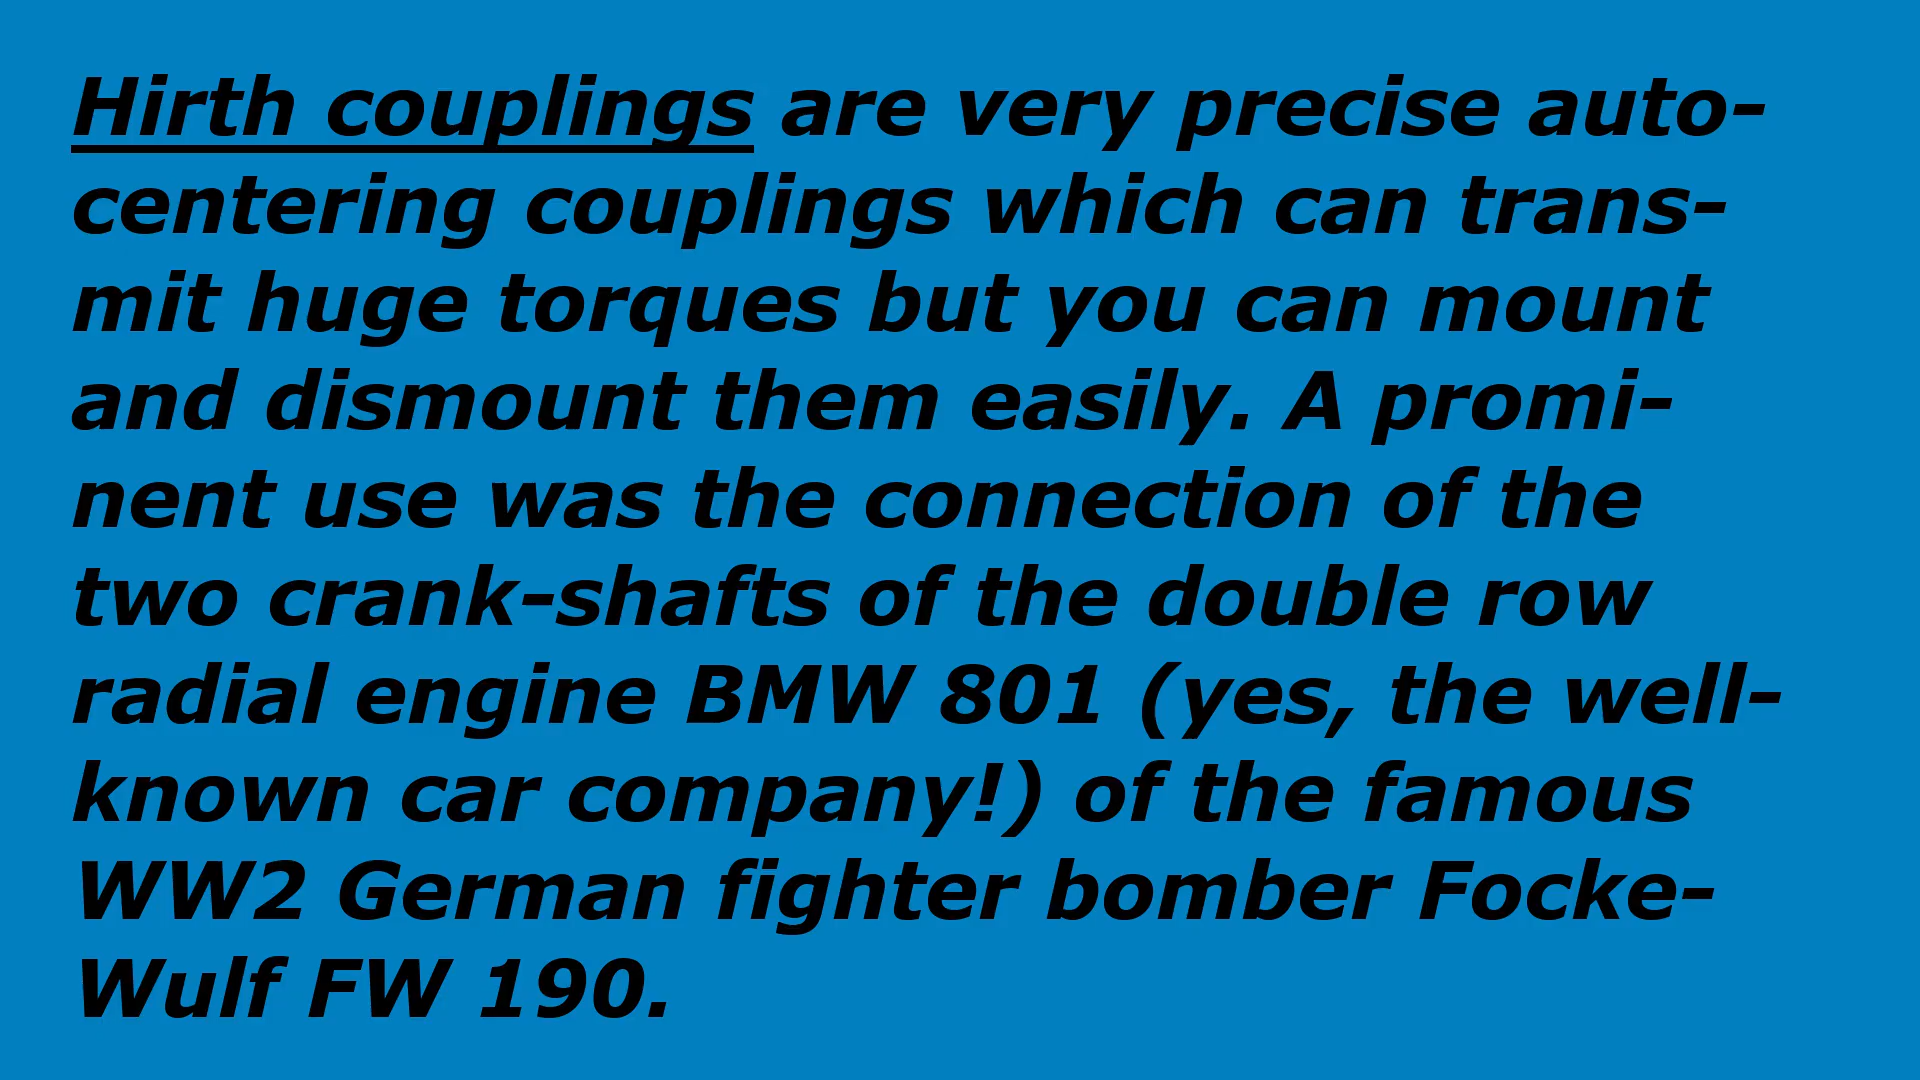 Hirth couplings are very precise auto-
centering couplings which can trans-
mit huge torques but you can mount
and dismount them easily. A promi-
nent use was the connection of the
two crank-shafts of the double row
radial engine BMW 801 (yes, the well-
known car company!) of the famous
WW2 German fighter bomber Focke-
Wulf FW 190.